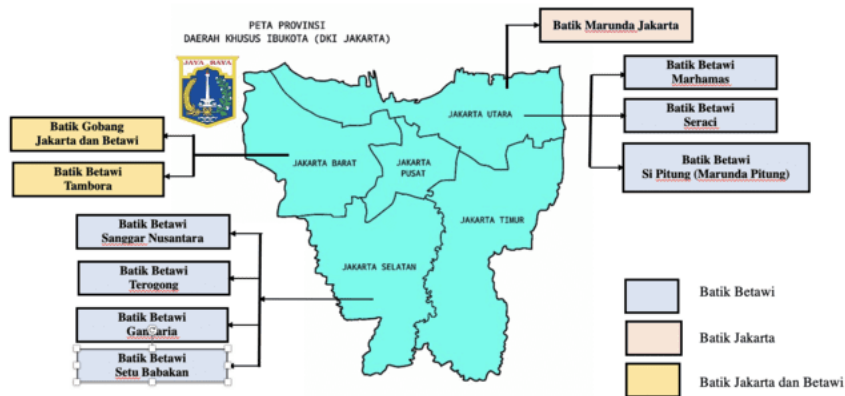 PETA PROVINSI
DAERAH KHUSUS IBUKOTA (DKI JAKARTA)
JAYA RAYA
Batik Marunda Jakarta
Batik Betawi
Marhamas
Batik Betawi
Seraci
Batik Betawi
Si Pitung (Marunda Pitung)
Batik Gobang
Jakarta dan Betawi
Batik Betawi
Tambora
JAKARTA UTARA
JAKARTA BARAT
JAKARTA
PUSAT
JAKARTA TIMUR
JAKARTA SELATAN
Batik Betawi
Sanggar Nusantara
Batik Betawi
Terogong
Batik Betawi
Gandaria
Batik Betawi
Setu Babakan
Batik Betawi
Batik Jakarta
Batik Jakarta dan Betawi